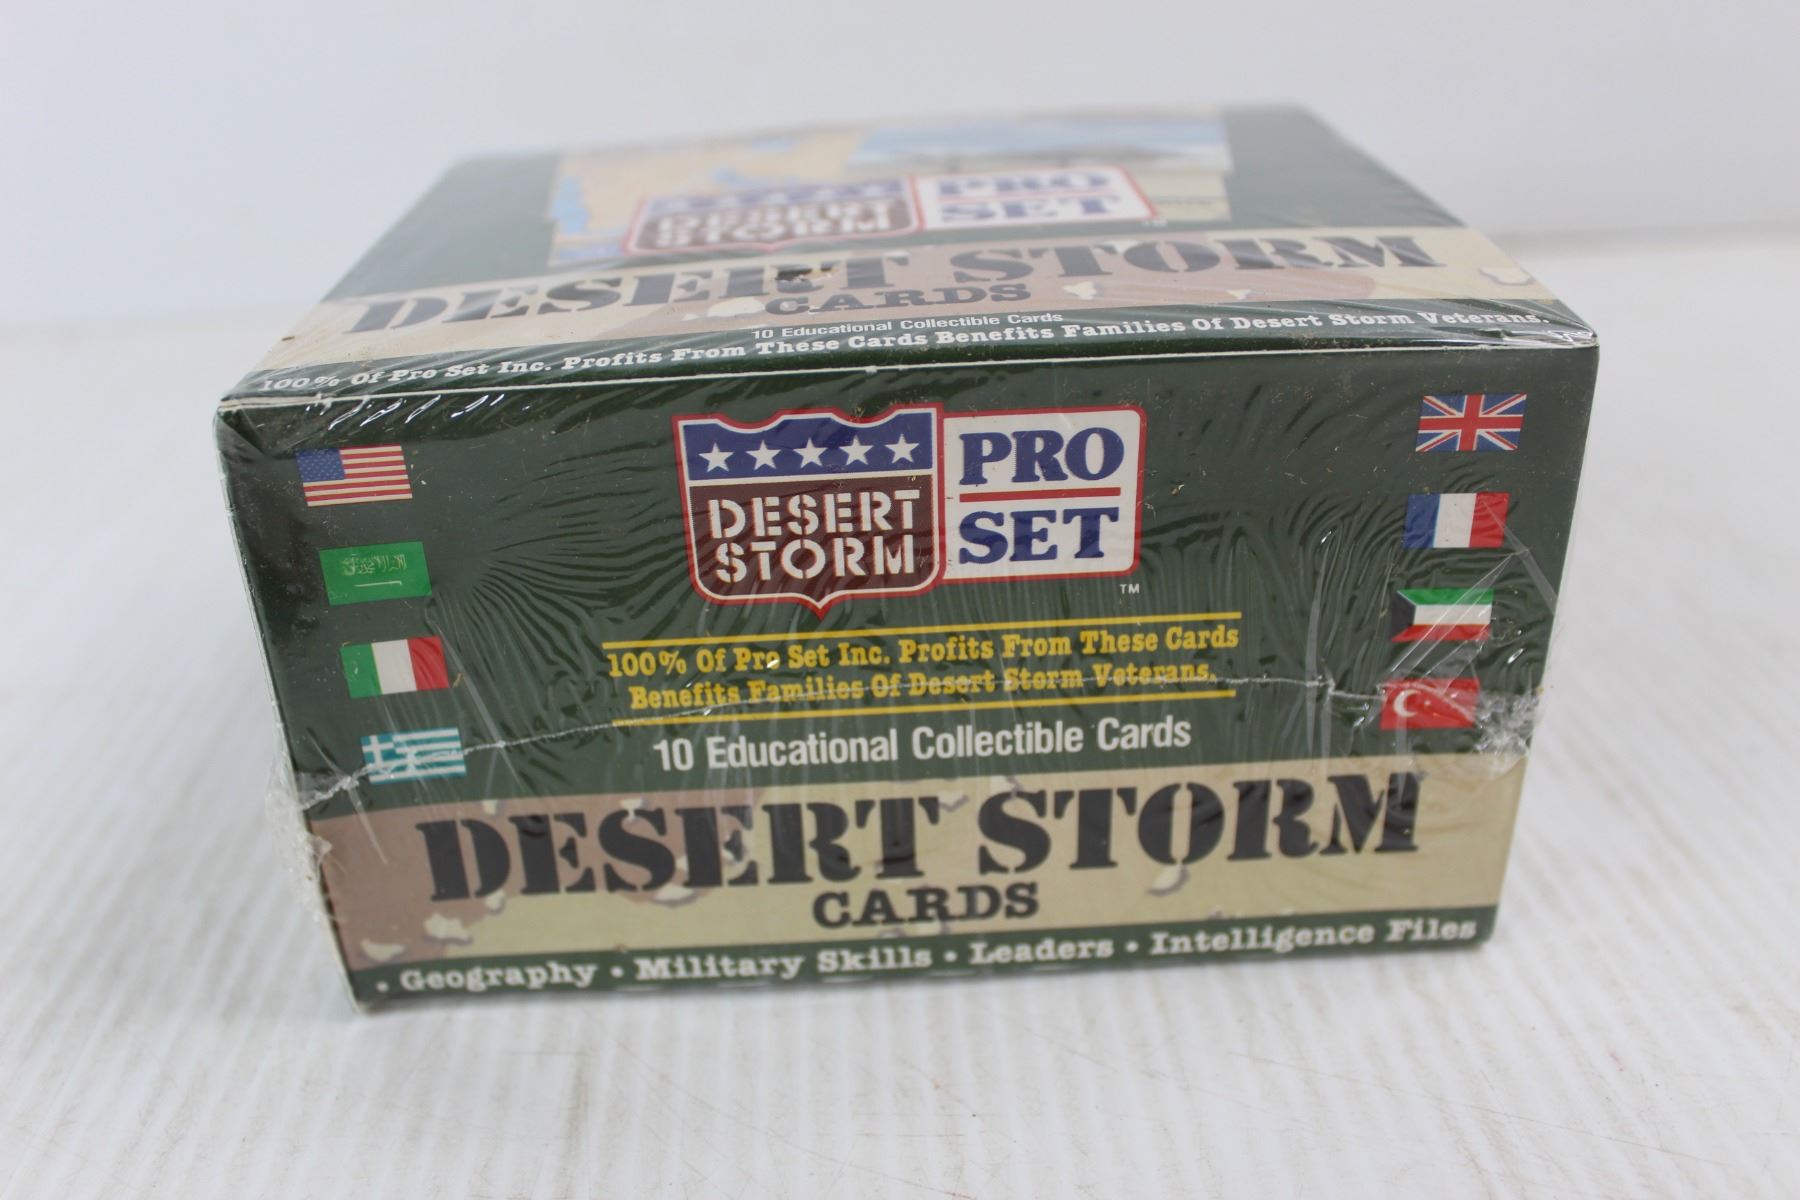 DESERT
STORM
PRO
SET
DESERT STORM
CARDS
10 Educational Collectible Cards
100% Of Pro Set Inc. Profits From These Cards Benefits Families Of Desert Storm Veterans.
DESERT
STORM
PRO
SET
TM
100% Of Pro Set Inc. Profits From These Cards
Benefits Families Of Desert Storm Veterans.
10 Educational Collectible Cards
DESERT STORM
CARDS
• Geography • Military Skills • Leaders • Intelligence Files